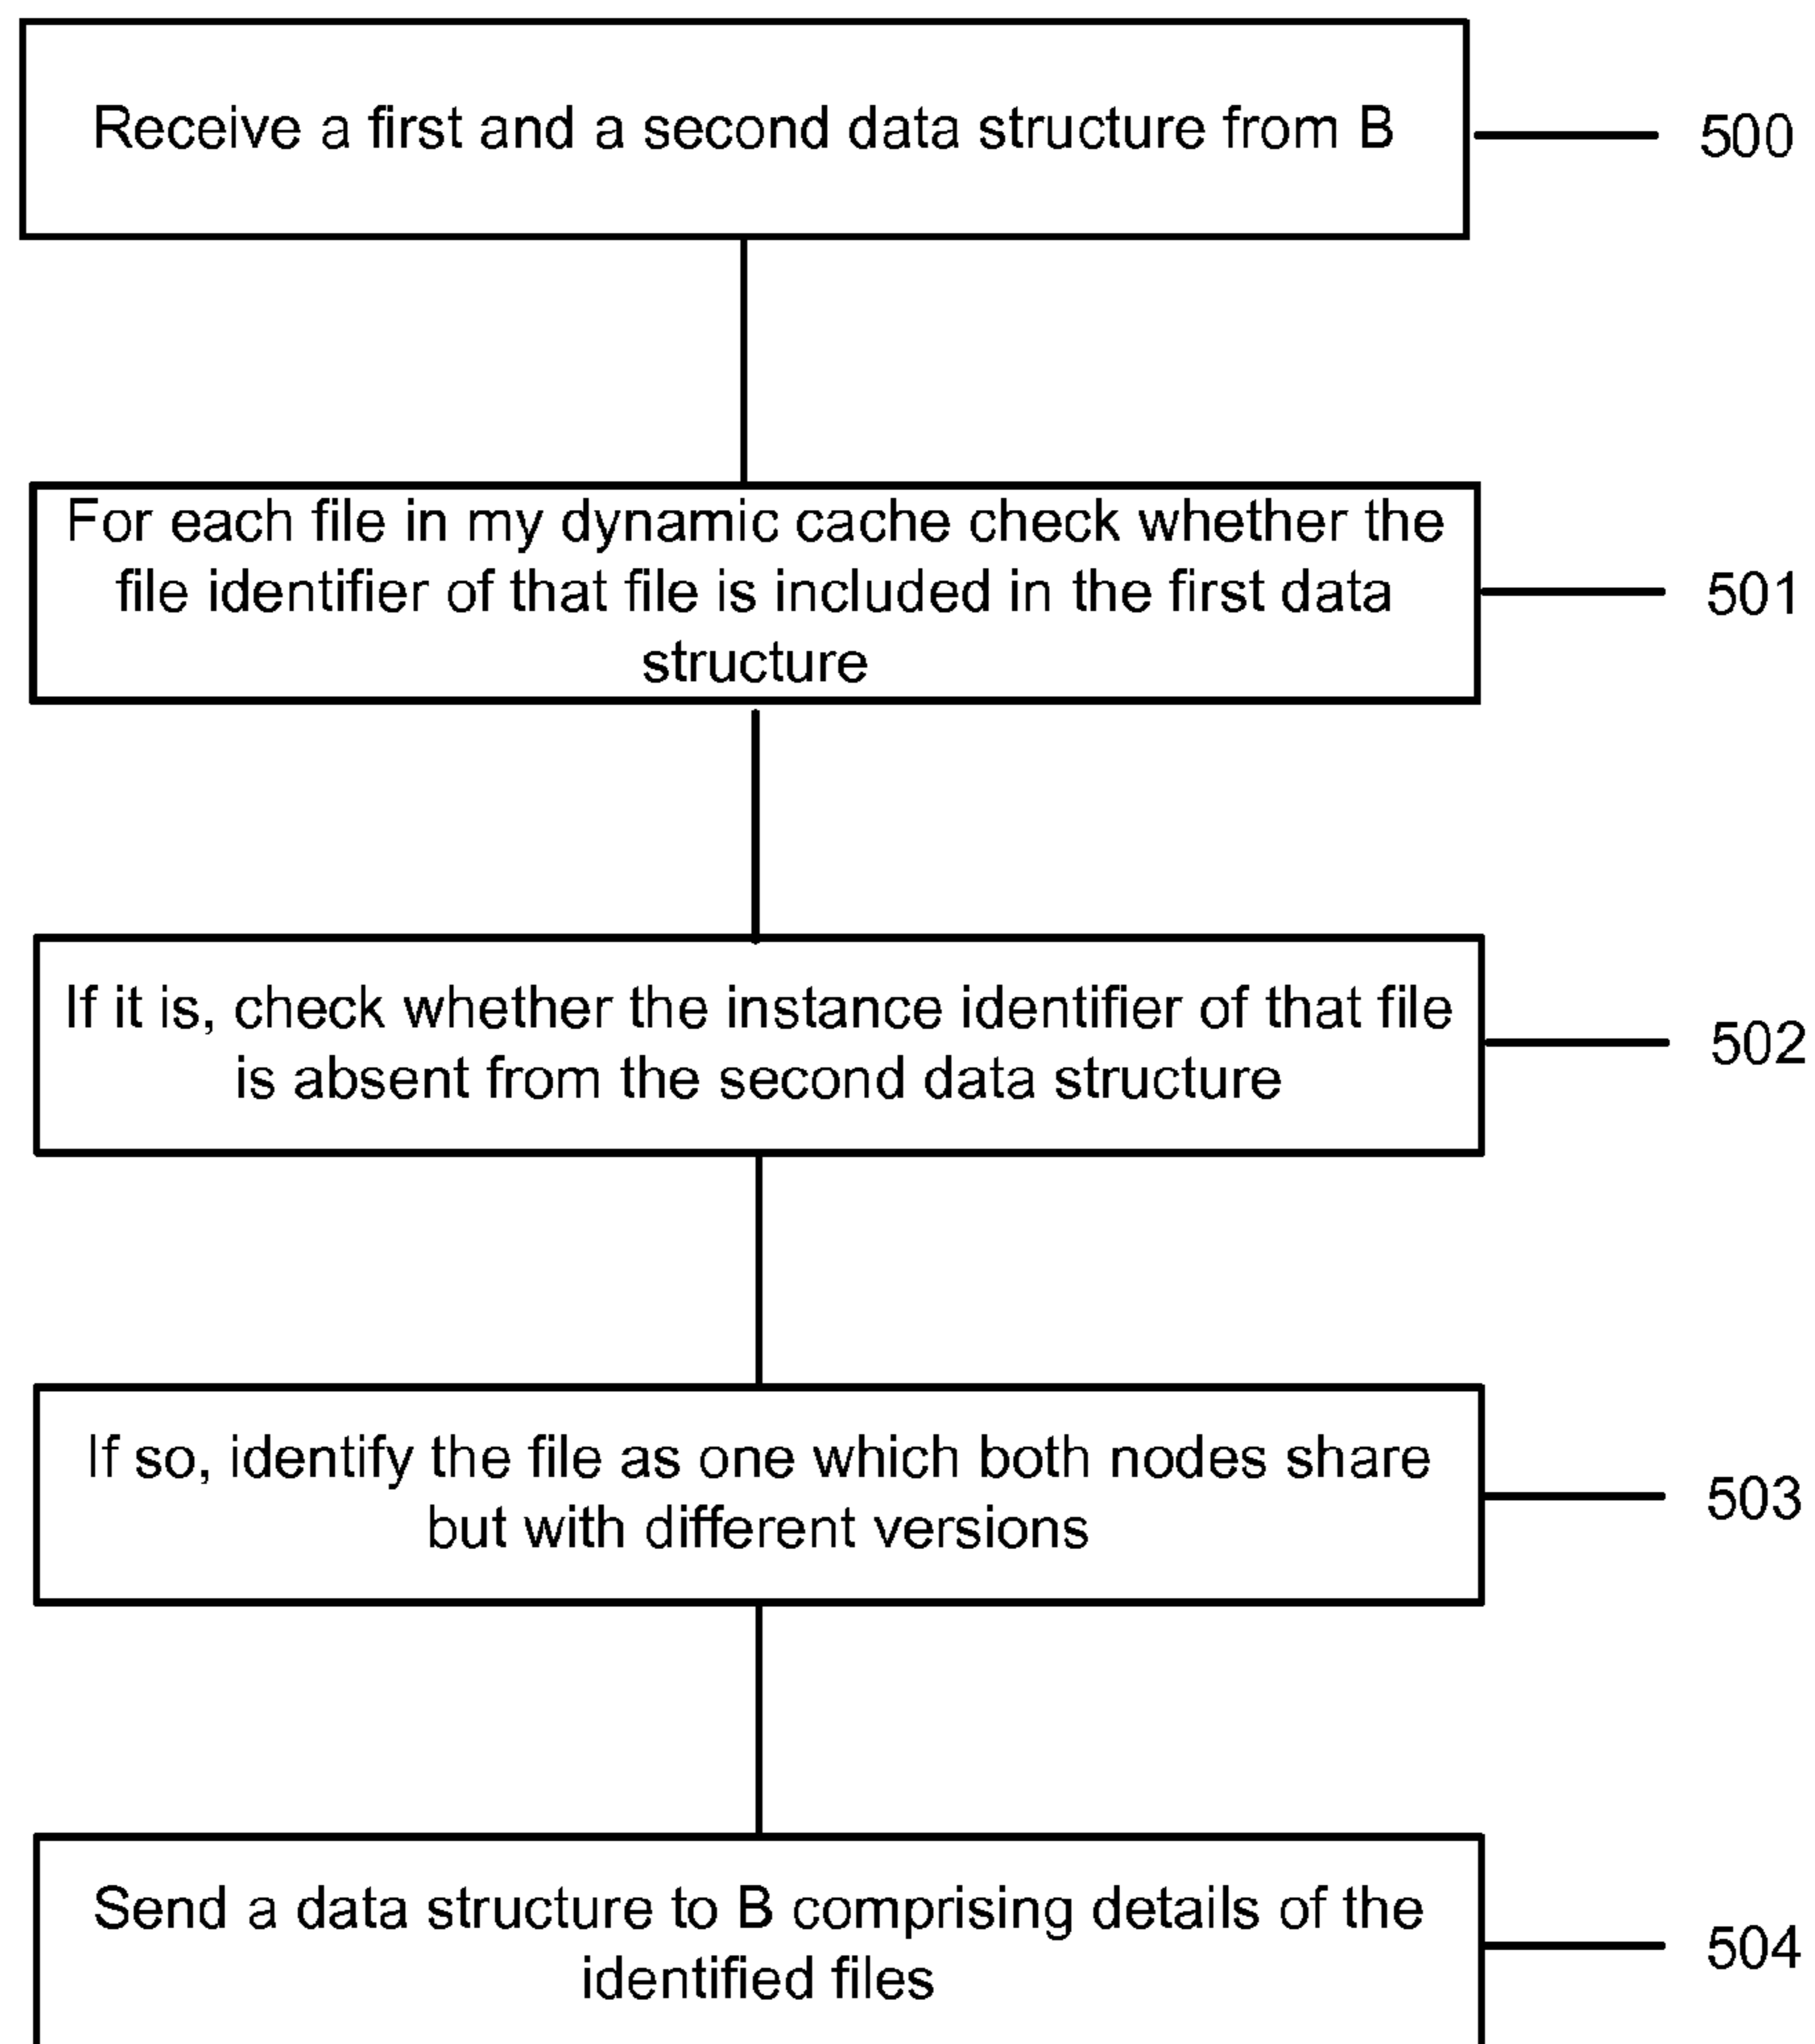 Receive a first and a second data structure from B
500
For each file in my dynamic cache check whether the
file identifier of that file is included in the first data
structure
501
If it is, check whether the instance identifier of that file
is absent from the second data structure
502
If so, identify the file as one which both nodes share
but with different versions
503
Send a data structure to B comprising details of the
identified files
504